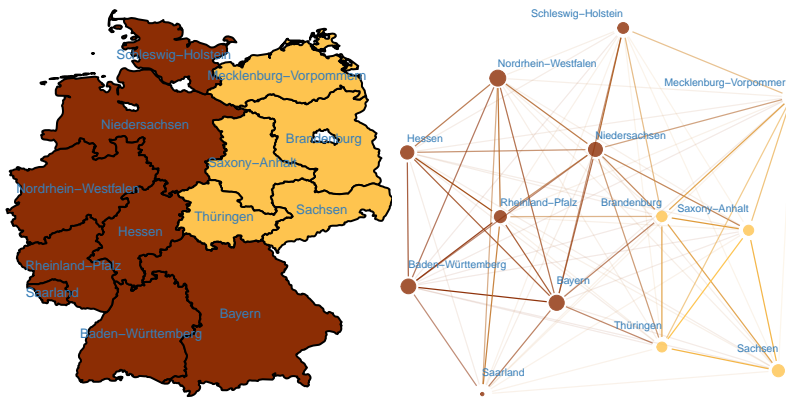 Schleswig−Holstein
Mecklenburg−Vorpommern
Niedersachsen
Brandenburg
Saxony−Anhalt
Nordrhein−Westfalen
Sachsen
Thüringen
Hessen
Rheinland−Pfalz
Saarland
Bayern
Baden−Württemberg
Schleswig−Holstein
Nordrhein−Westfalen
Mecklenburg−Vorpommer
Hessen
Niedersachsen
Rheinland−Pfalz
Brandenburg
Saxony−Anhalt
Baden−Württemberg
Bayern
Thüringen
Sachsen
Saarland